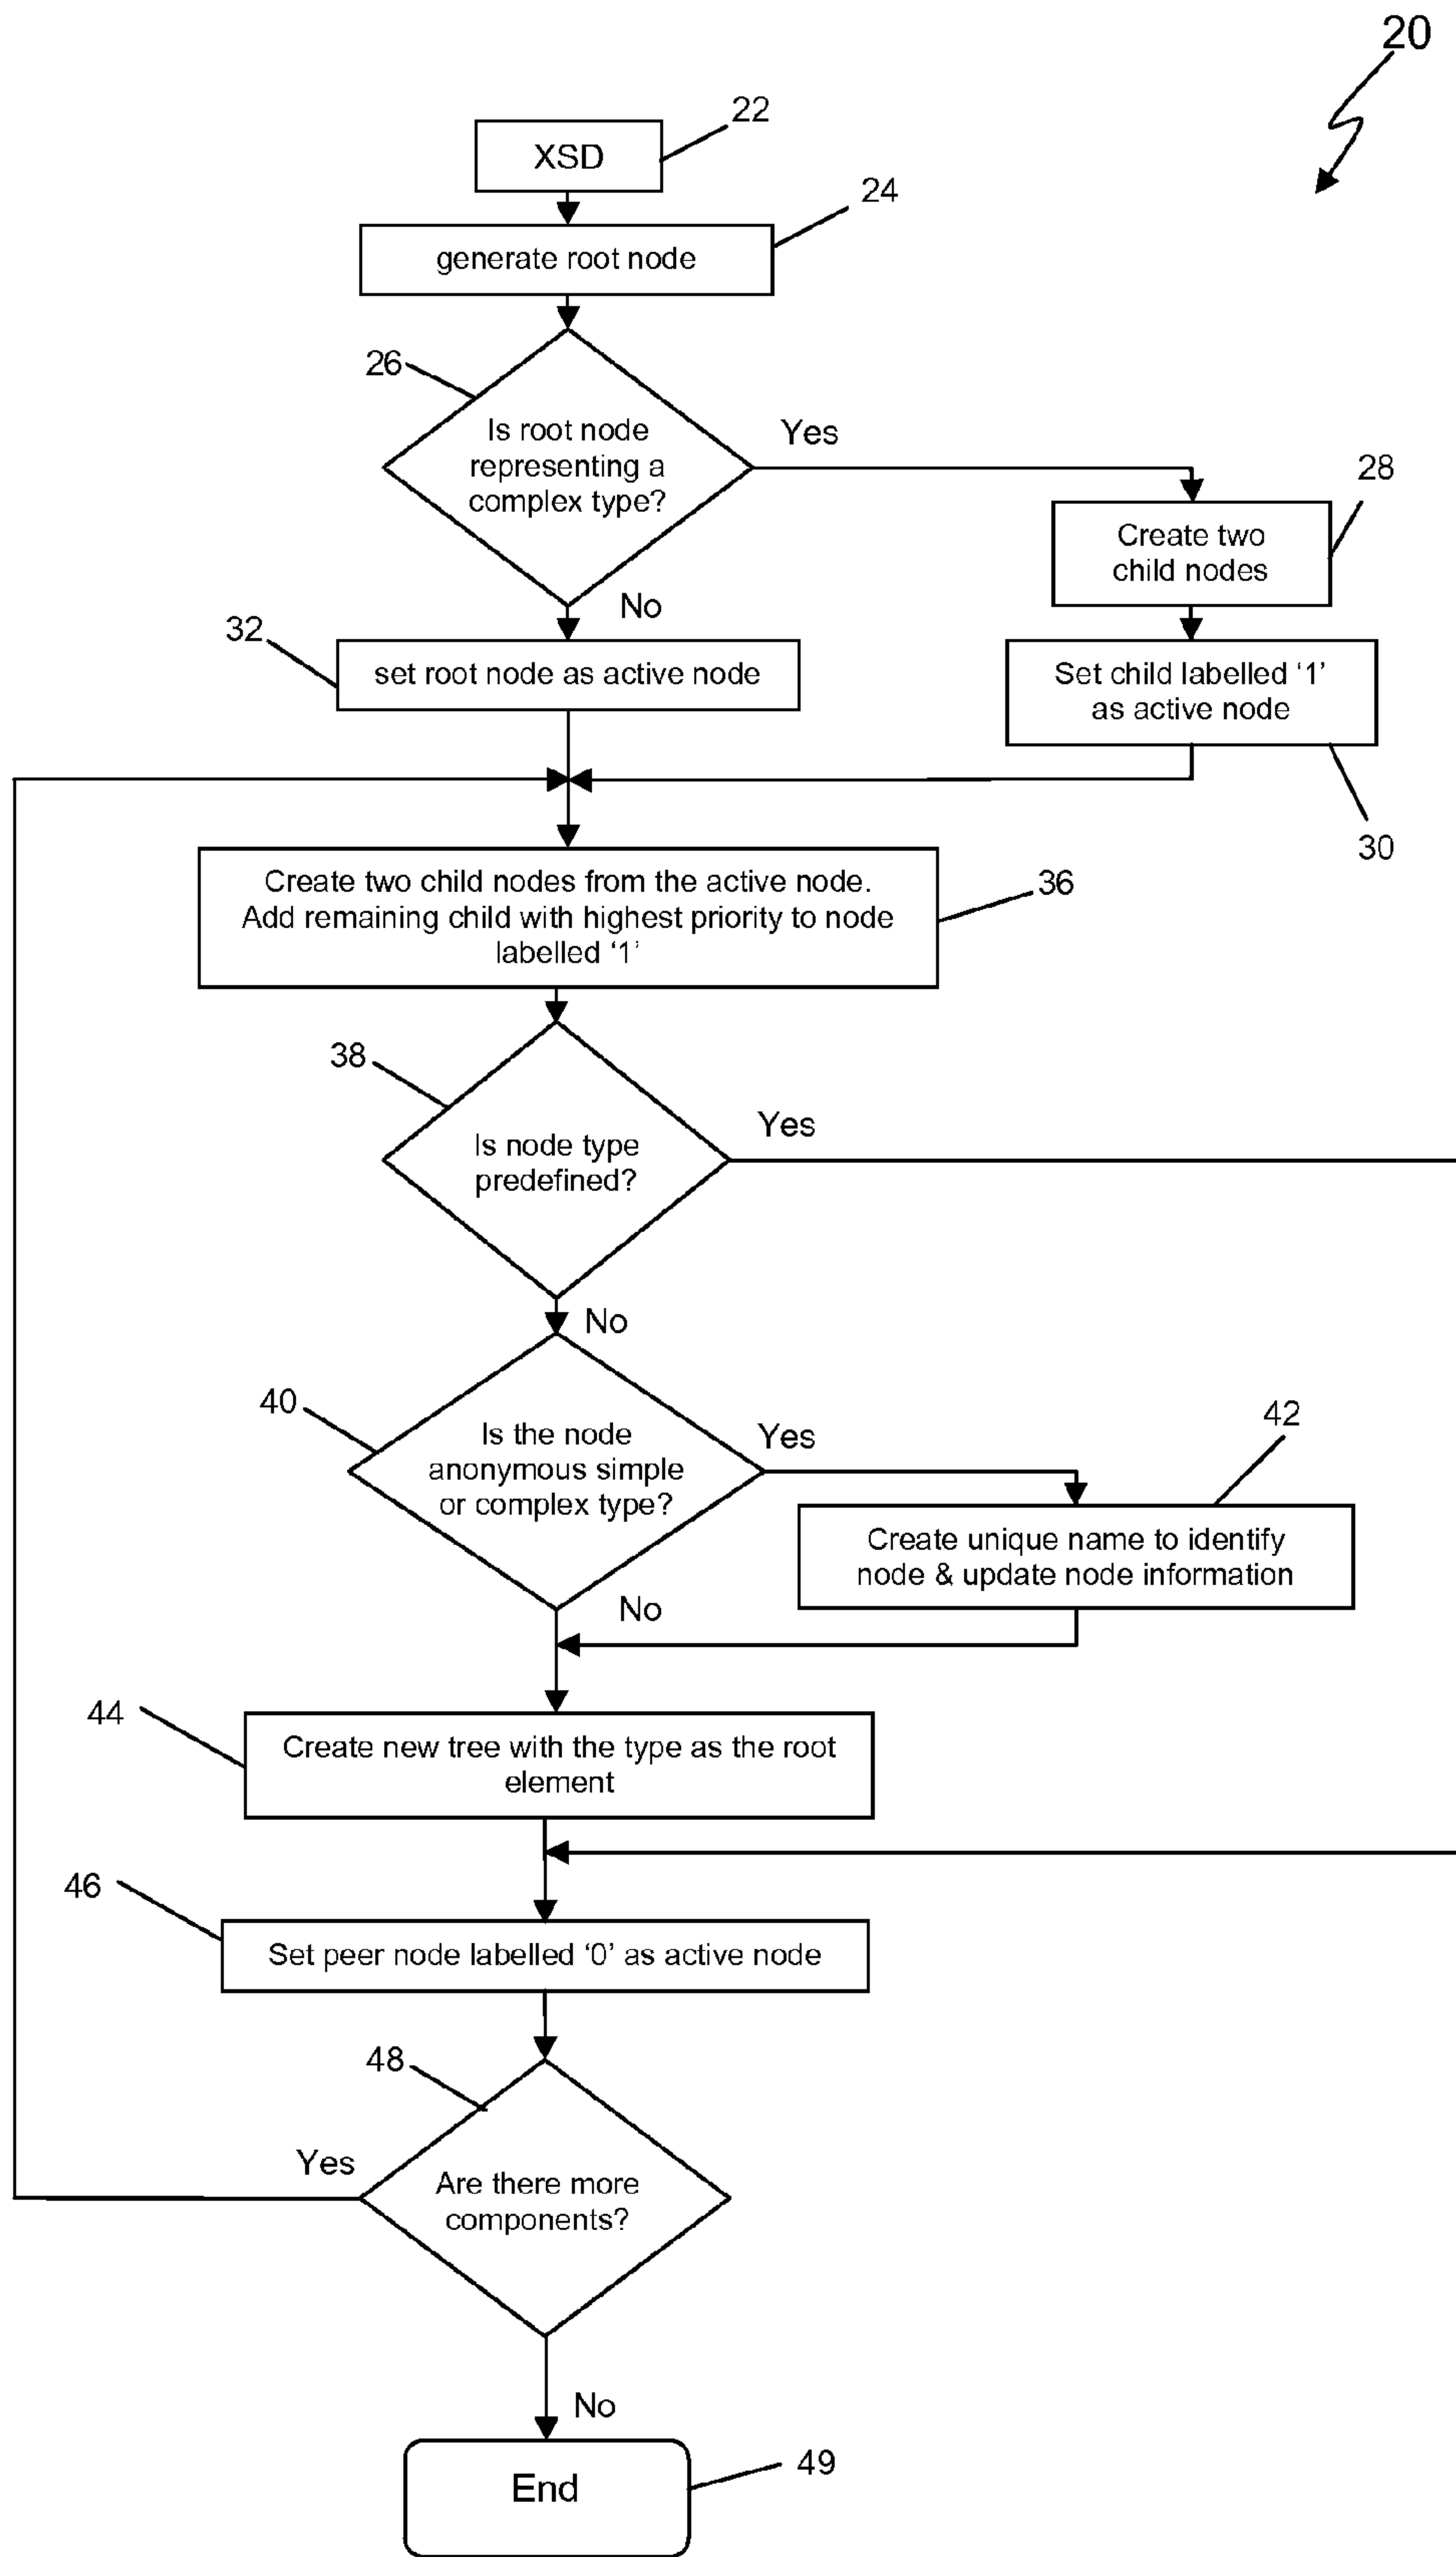 20
22
XSD
24
generate root node
26
Is root node
representing a
complex type?
Yes
28
Create two
child nodes
No
32
set root node as active node
Set child labelled ‘1’
as active node
30
Create two child nodes from the active node.
Add remaining child with highest priority to node
labelled ‘1’
36
38
Is node type
predefined?
Yes
No
40
Is the node
anonymous simple
or complex type?
Yes
42
Create unique name to identify
node & update node information
No
44
Create new tree with the type as the root
element
46
Set peer node labelled ‘0’ as active node
48
Yes
Are there more
components?
No
End
49